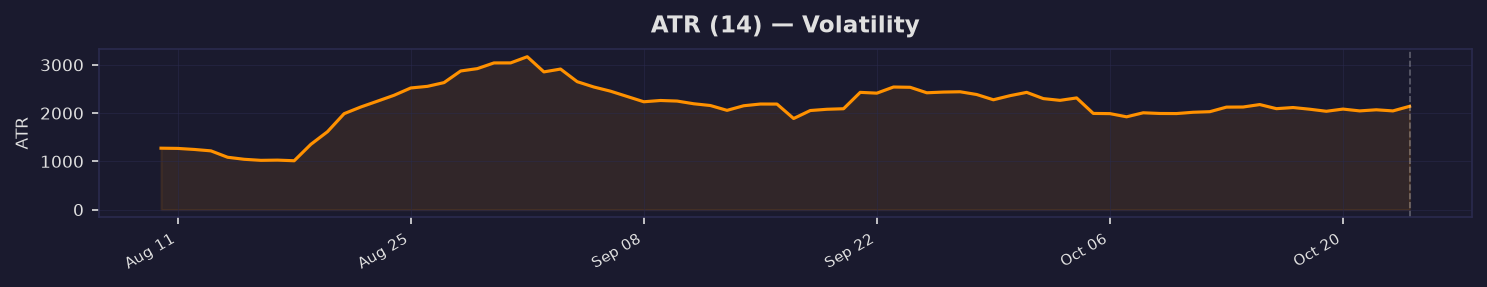 ATR (14) — Volatility
ATR
3000
2000
1000
0
Aug 11
Aug 25
Sep 08
Sep 22
Oct 06
Oct 20